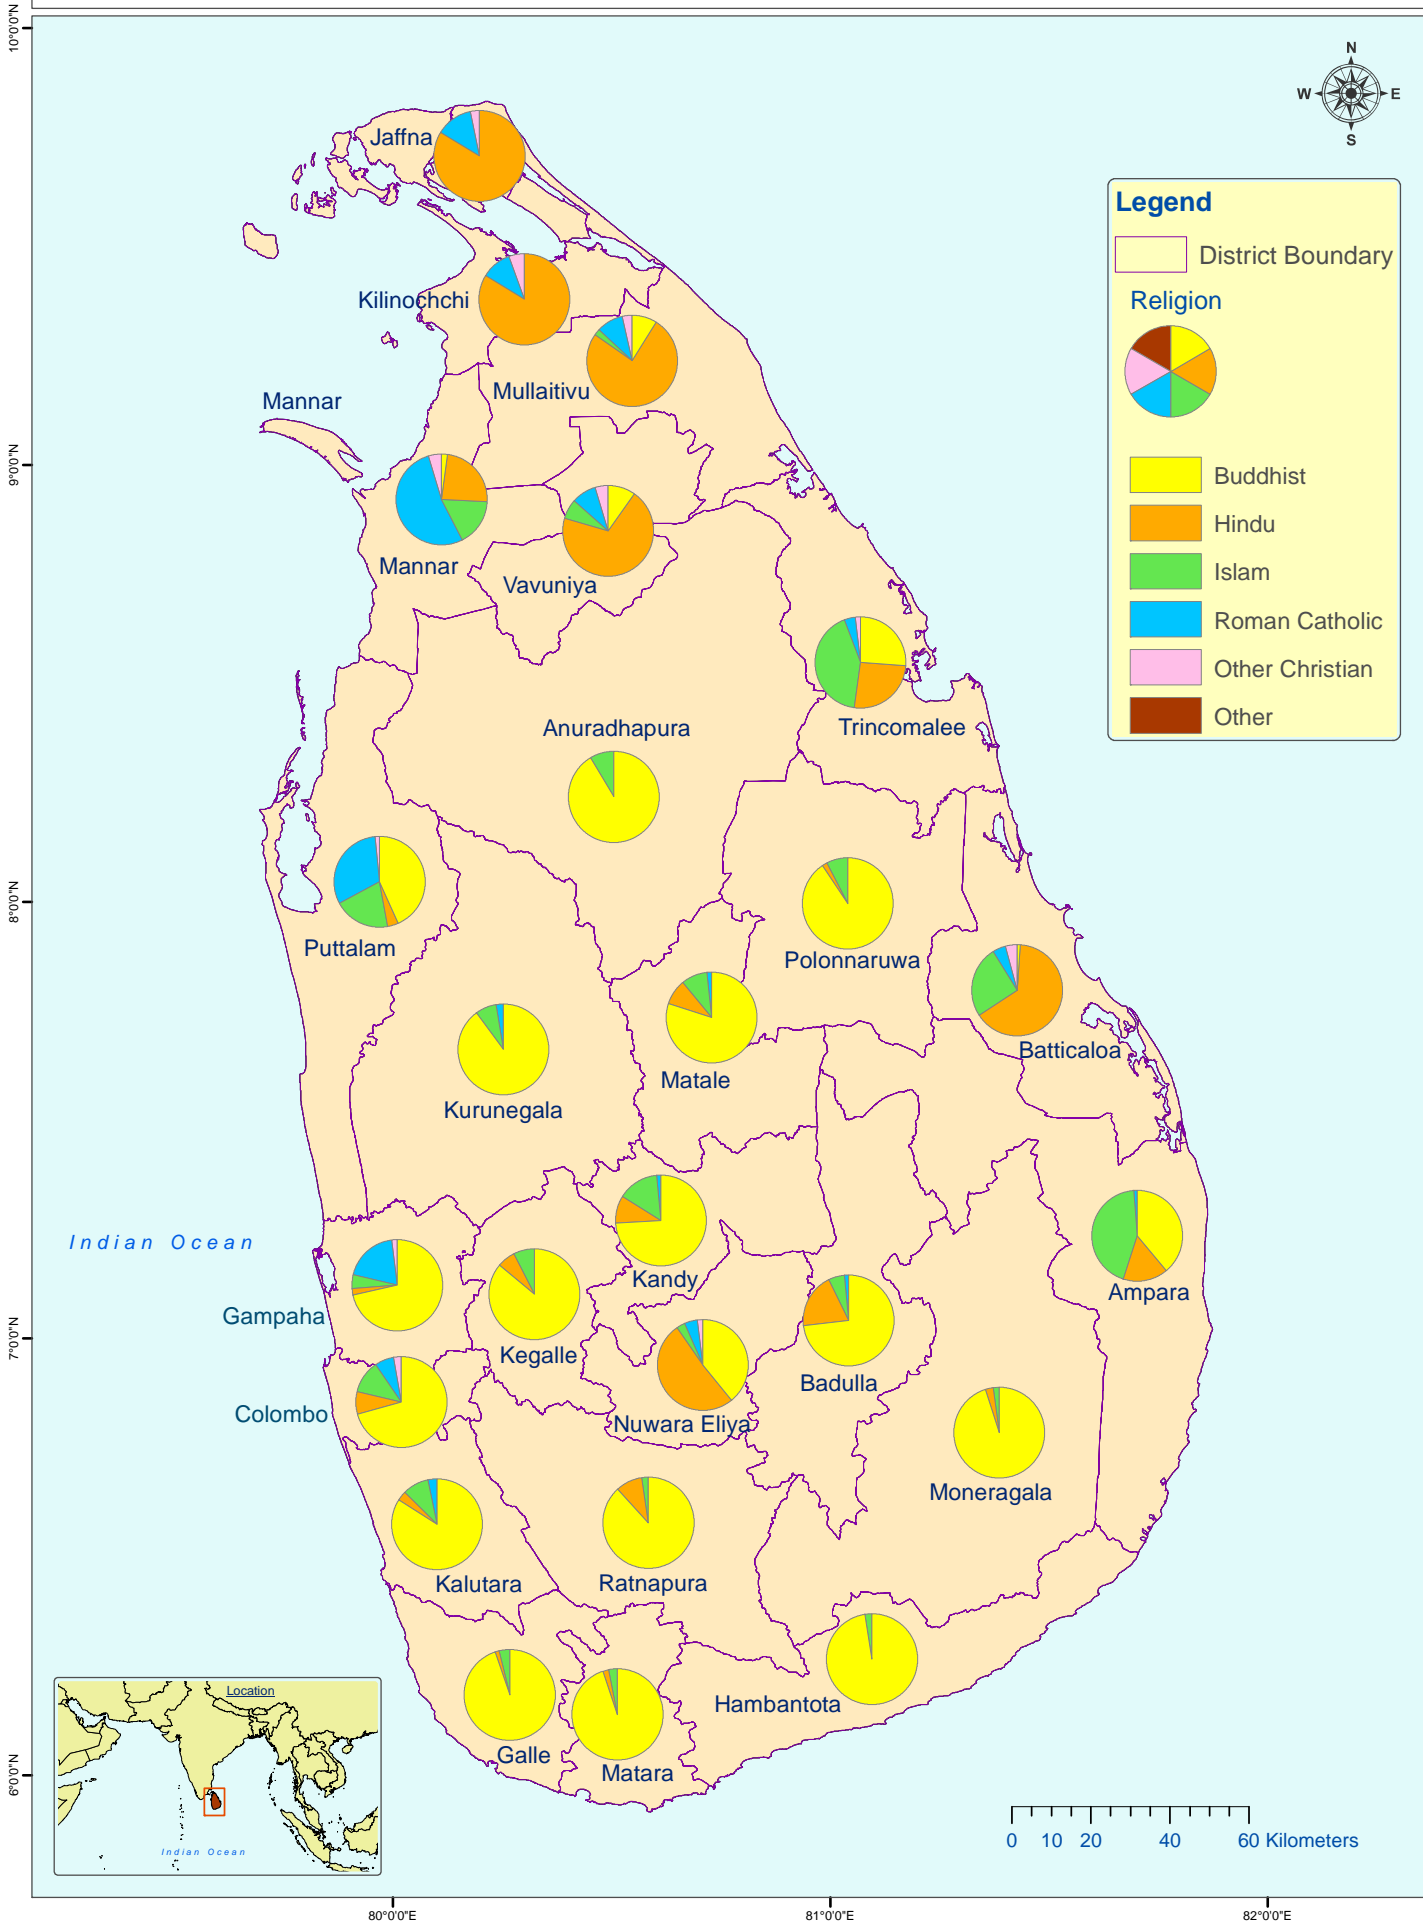 10°0'0"N
N
W
E
S
Jaffna
Legend
District Boundary
Religion
Kilinochchi
Mullaitivu
Mannar
9°0'0"N
Buddhist
Hindu
Mannar
Vavuniya
Islam
Roman Catholic
Other Christian
Other
Trincomalee
Anuradhapura
8°0'0"N
Puttalam
Polonnaruwa
Batticaloa
Matale
Kurunegala
Indian Ocean
Kandy
Ampara
Gampaha
7°0'0"N
Kegalle
Badulla
Colombo
Nuwara Eliya
Moneragala
Kalutara
Ratnapura
Location
Hambantota
Galle
Matara
6°0'0"N
Indian Ocean
0 10 20 40 60 Kilometers
80°0'0"E
81°0'0"E
82°0'0"E